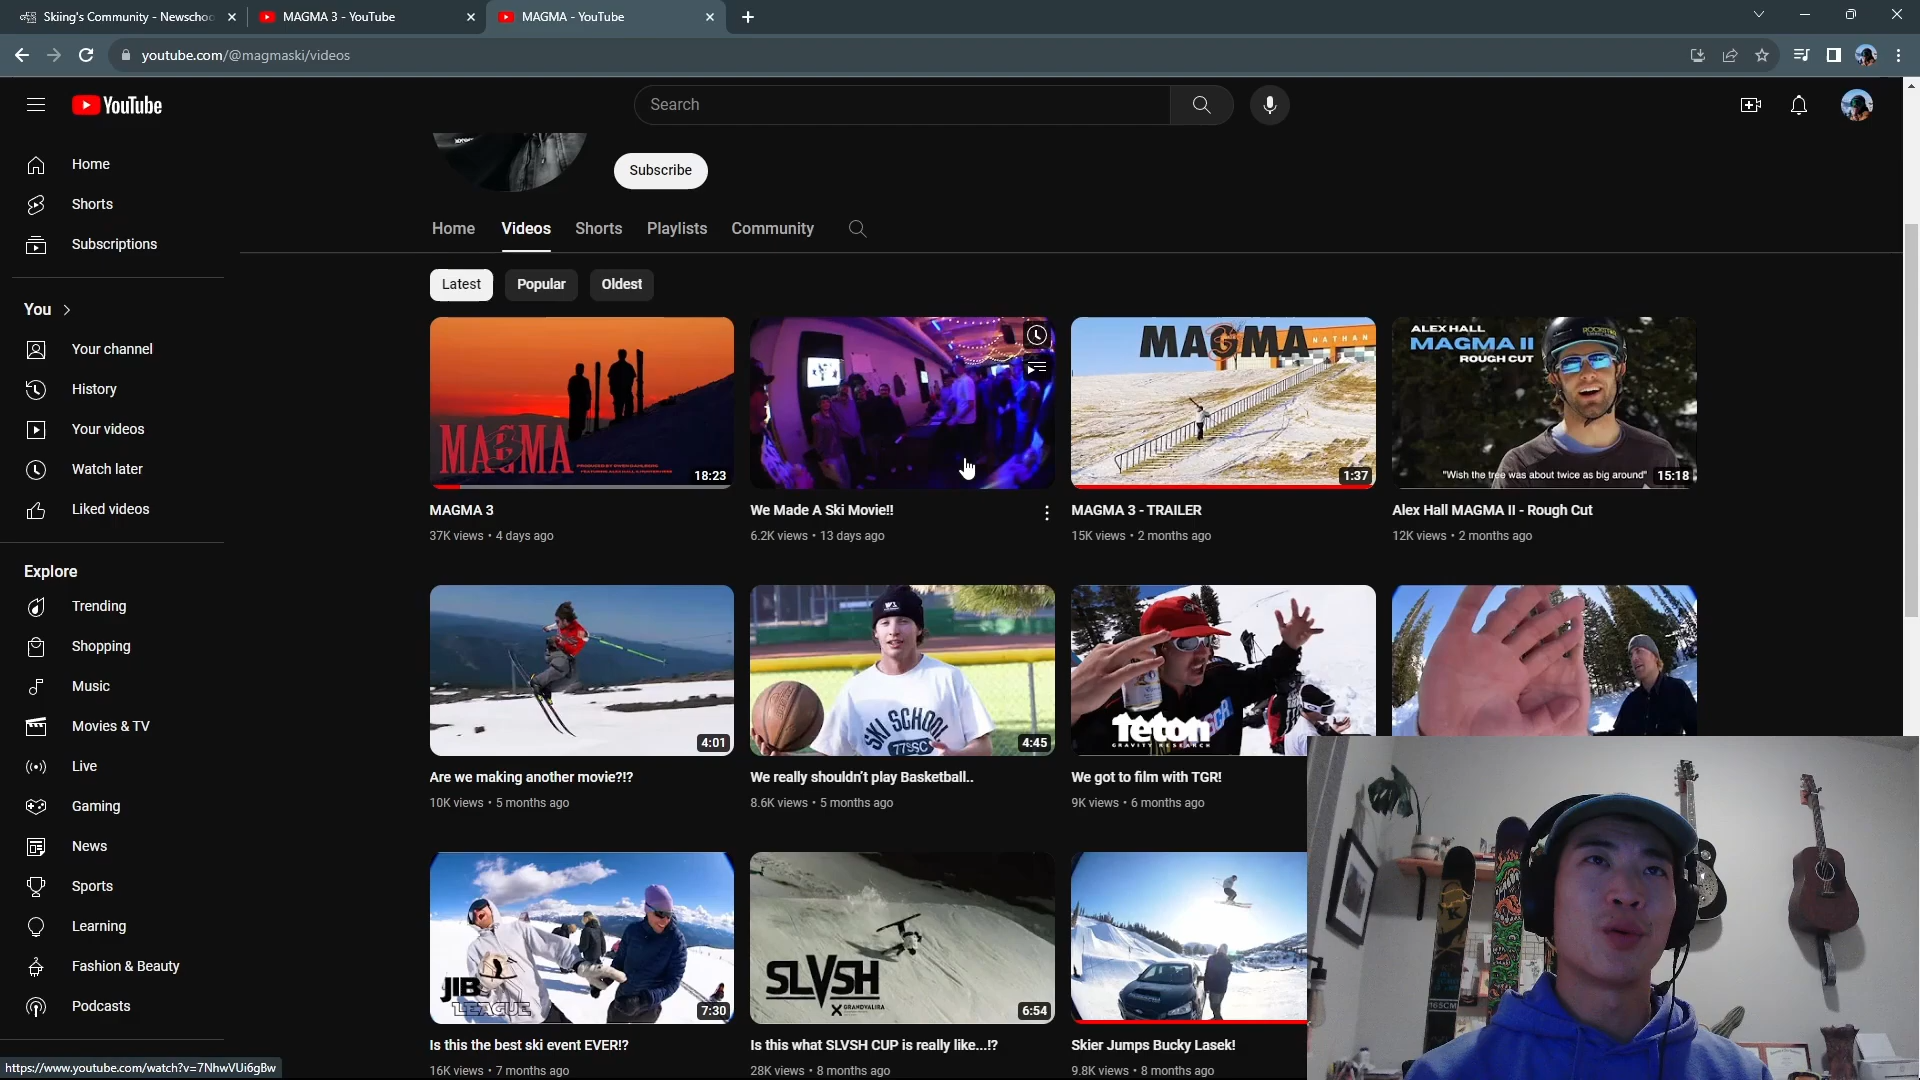 Skiing's Community - Newschoo
MAGMA 3 - YouTube
MAGMA - YouTube
youtube.com/@magmaski/videos
YouTube
Search
Home
Shorts
Subscriptions
You
Your channel
History
Your videos
Watch later
Liked videos
Explore
Trending
Shopping
Music
Movies & TV
Live
Gaming
News
Sports
Learning
Fashion & Beauty
Podcasts
https://www.youtube.com/watch?v=7NhwVUi6gBw
Subscribe
Home Videos Shorts Playlists Community
Latest Popular Oldest
MAGMA
3
18:23
MAGMA 3
37K views • 4 days ago
We Made A Ski Movie!!
6.2K views • 13 days ago
MAGMA
NATHAN
1:37
MAGMA 3 - TRAILER
15K views • 2 months ago
ALEX HALL
MAGMA II
ROUGH CUT
"Wish the tree was about twice as big around"
15:18
Alex Hall MAGMA II - Rough Cut
12K views • 2 months ago
4:01
Are we making another movie?!?
10K views • 5 months ago
SKI SCHOOL
4:45
We really shouldn't play Basketball..
8.6K views • 5 months ago
Teton
GRAVITY RESEARCH
We got to film with TGR!
9K views • 6 months ago
JIB
LEAGUE
7:30
Is this the best ski event EVER!?
16K views • 7 months ago
SLVSH
X GRANDVALIRA
6:54
Is this what SLVSH CUP is really like...!?
28K views • 8 months ago
Skier Jumps Bucky Lasek!
9.8K views • 8 months ago
165CM